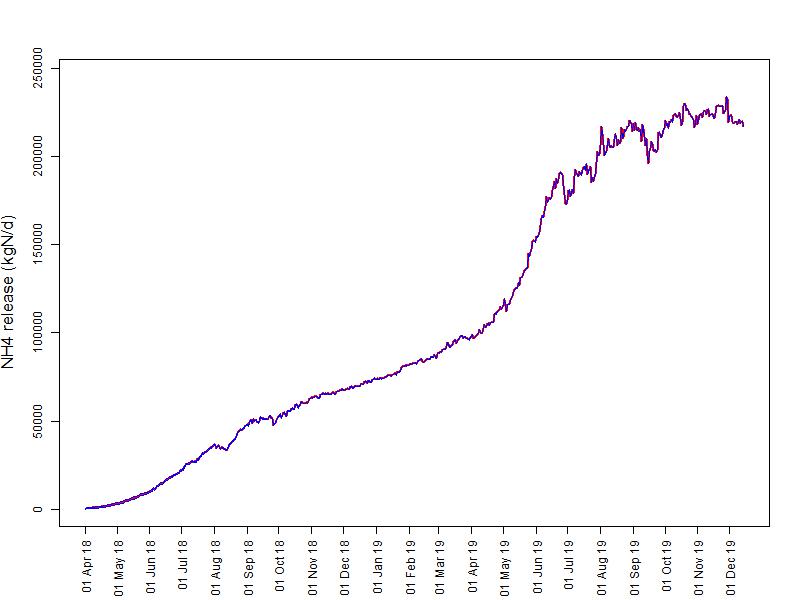 NH4 release (kgN/d)
250000
200000
150000
100000
50000
0
01 Apr 18
01 May 18
01 Jun 18
01 Jul 18
01 Aug 18
01 Sep 18
01 Oct 18
01 Nov 18
01 Dec 18
01 Jan 19
01 Feb 19
01 Mar 19
01 Apr 19
01 May 19
01 Jun 19
01 Jul 19
01 Aug 19
01 Sep 19
01 Oct 19
01 Nov 19
01 Dec 19